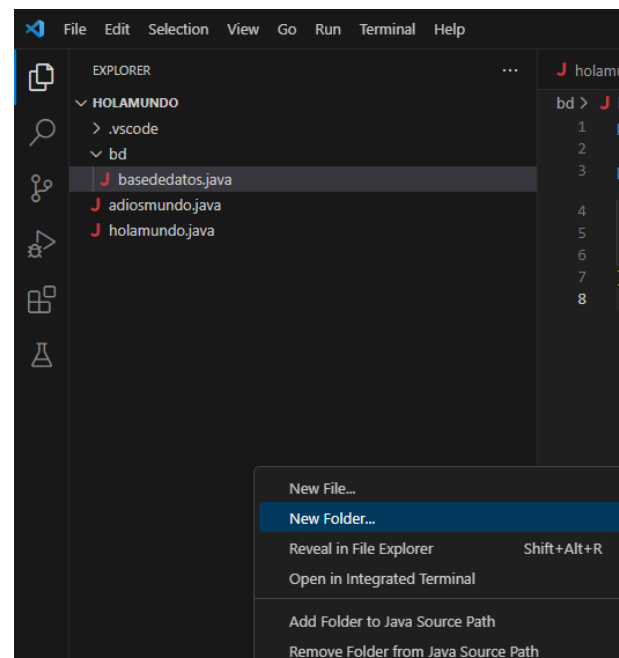 File Edit Selection View Go Run Terminal Help
EXPLORER ...
HOLAMUNDO
.vscode
bd
J basededatos.java
J adiosmundo.java
J holamundo.java
J holamu
bd > J
1
2
3
4
5
6
7
8
New File...
New Folder...
Reveal in File Explorer Shift+Alt+R
Open in Integrated Terminal
Add Folder to Java Source Path
Remove Folder from Java Source Path